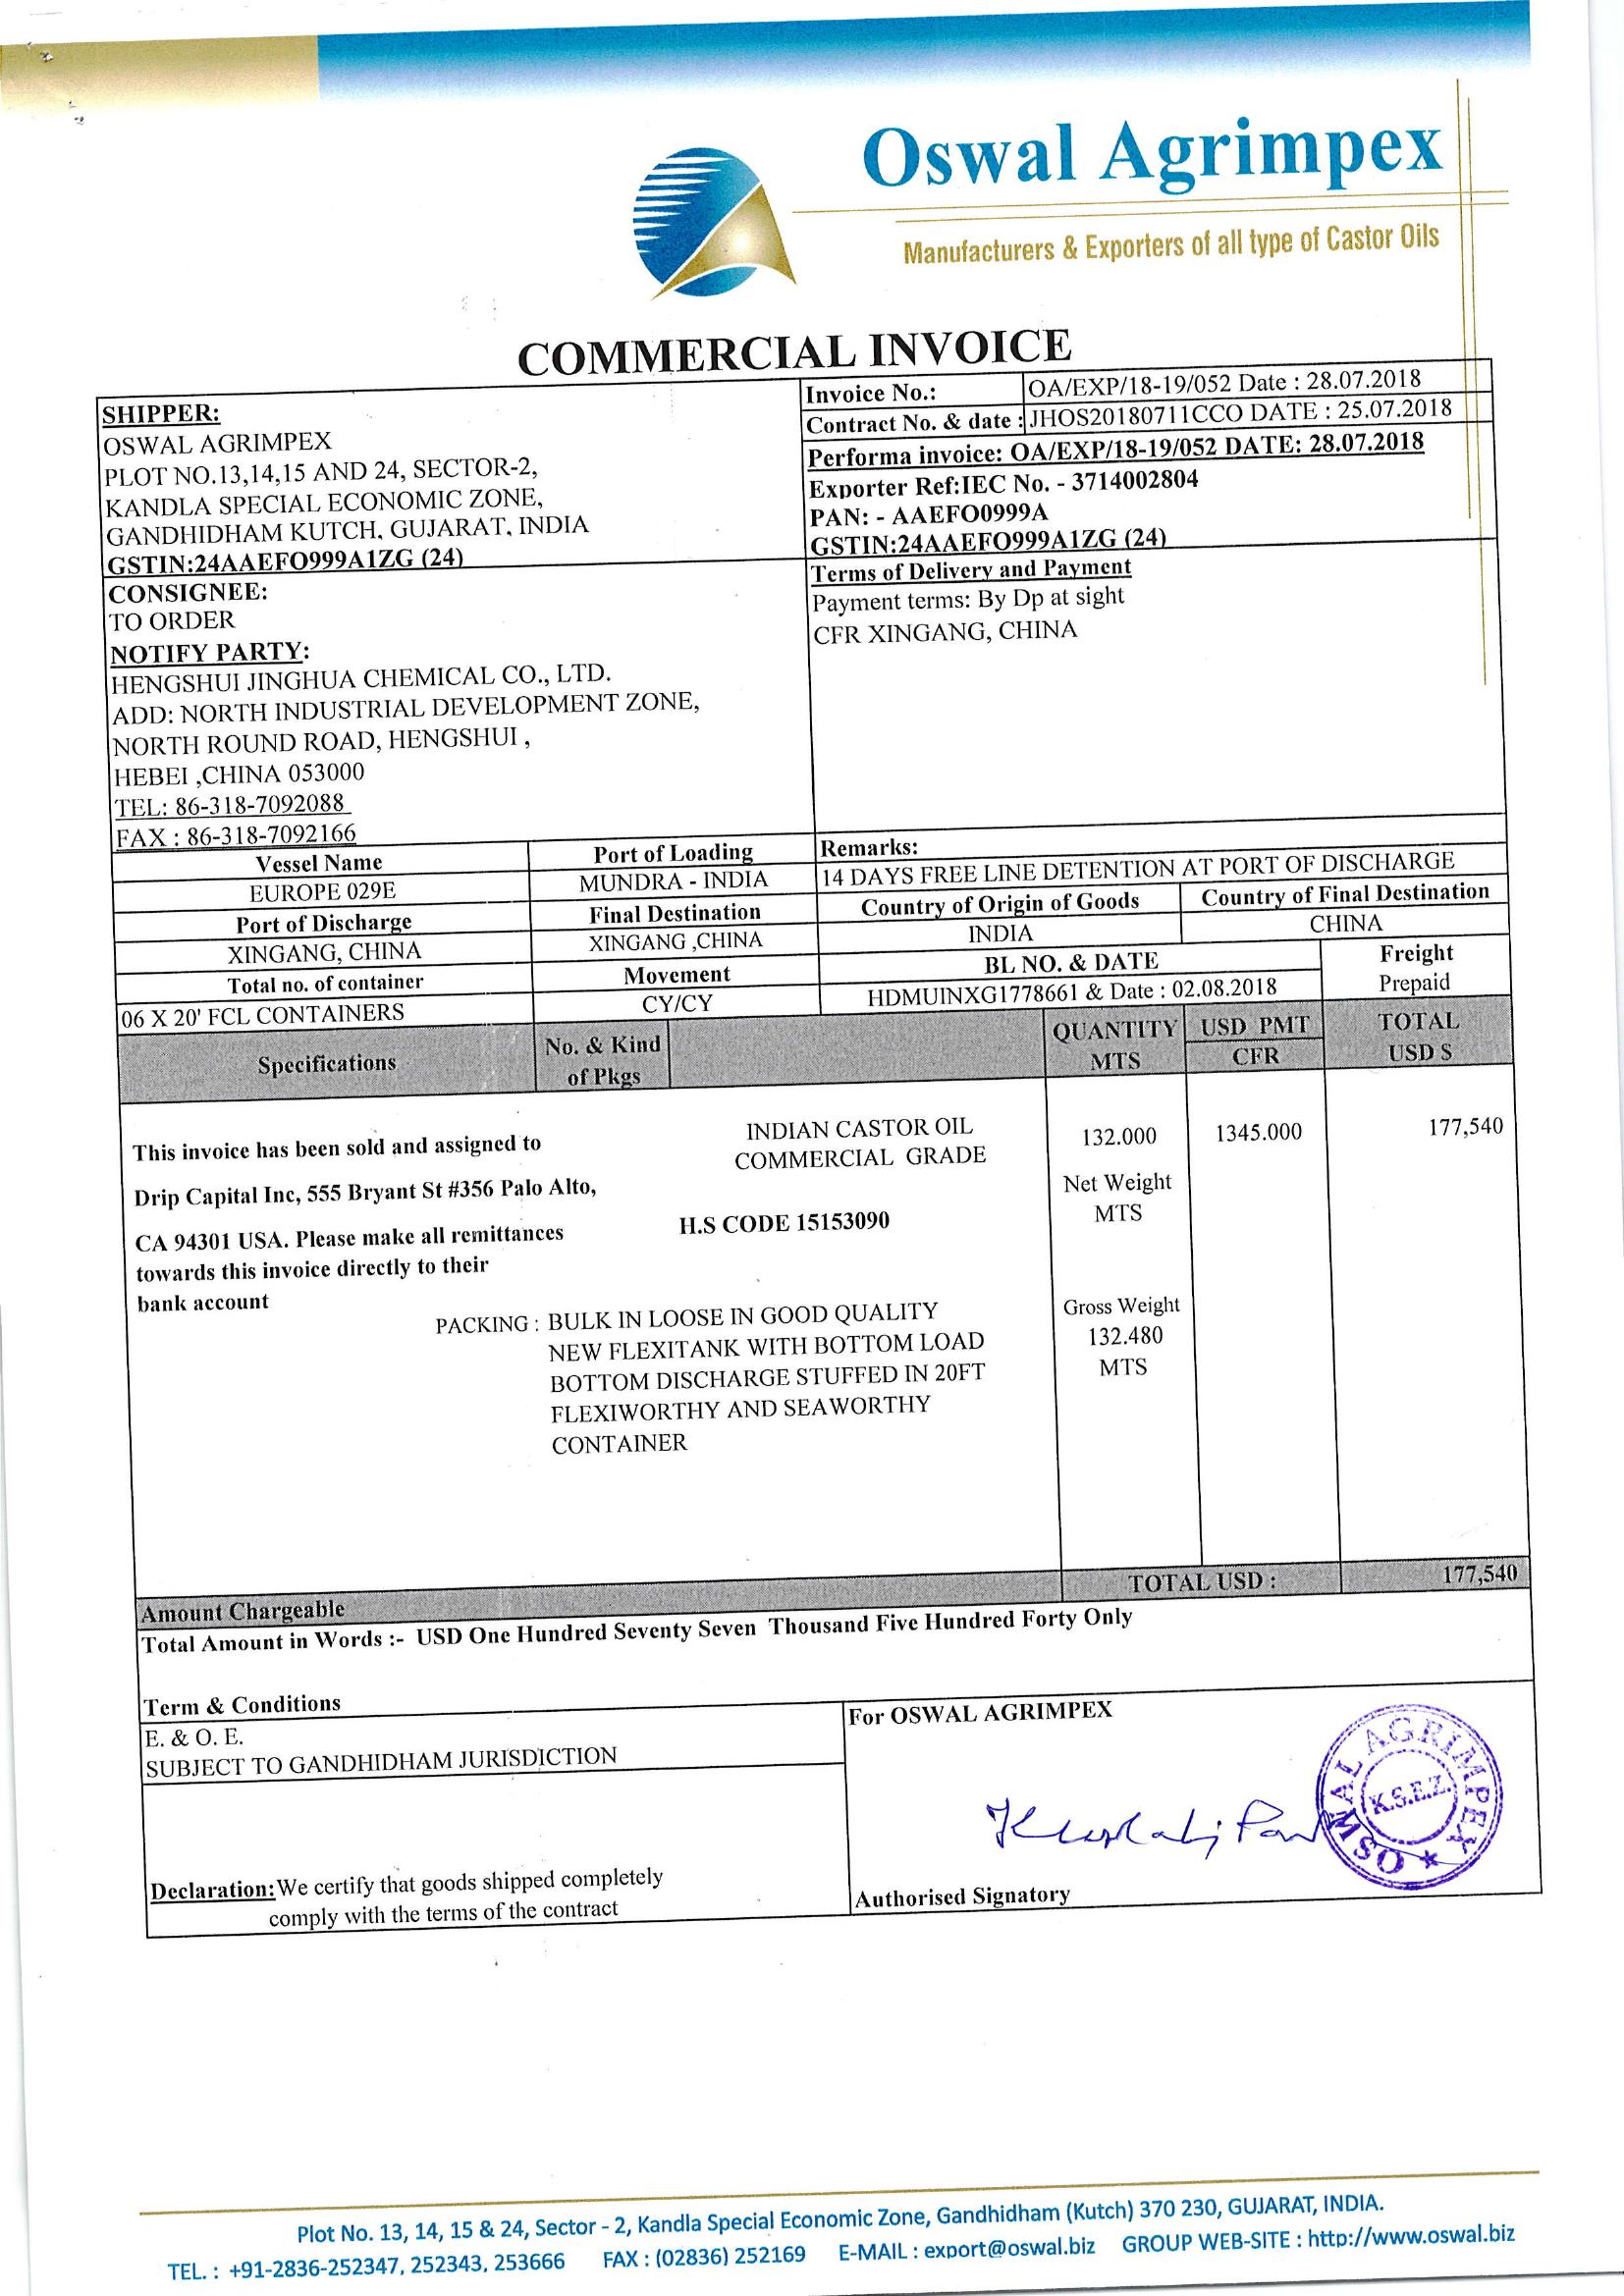 Oswal Agrimpex
Manufacturers & Exporters of all type of Castor Oils
COMMERCIAL INVOICE
SHIPPER:
OSWAL AGRIMPEX
PLOT NO.13,14,15 AND 24, SECTOR-2,
KANDLA SPECIAL ECONOMIC ZONE,
GANDHIDHAM KUTCH, GUJARAT, INDIA
GSTIN:24AAEFO999A1ZG (24)
Invoice No.: OA/EXP/18-19/052 Date : 28.07.2018
Contract No. & date : JHOS20180711CCO DATE : 25.07.2018
Performa invoice: OA/EXP/18-19/052 DATE: 28.07.2018
Exporter Ref:IEC No. - 3714002804
PAN: - AAEFO0999A
GSTIN:24AAEFO999A1ZG (24)
CONSIGNEE:
TO ORDER
NOTIFY PARTY:
HENGSHUI JINGHUA CHEMICAL CO., LTD.
ADD: NORTH INDUSTRIAL DEVELOPMENT ZONE,
NORTH ROUND ROAD, HENGSHUI ,
HEBEI ,CHINA 053000
TEL: 86-318-7092088
FAX : 86-318-7092166
Terms of Delivery and Payment
Payment terms: By Dp at sight
CFR XINGANG, CHINA
Vessel Name Port of Loading Remarks:
EUROPE 029E MUNDRA - INDIA 14 DAYS FREE LINE DETENTION AT PORT OF DISCHARGE
Port of Discharge Final Destination Country of Origin of Goods Country of Final Destination
XINGANG, CHINA XINGANG ,CHINA INDIA CHINA
Total no. of container Movement BL NO. & DATE Freight
06 X 20' FCL CONTAINERS CY/CY HDMUINXG1778661 & Date : 02.08.2018 Prepaid
Specifications No. & Kind of Pkgs QUANTITY MTS USD PMT CFR TOTAL USD $
This invoice has been sold and assigned to
Drip Capital Inc, 555 Bryant St #356 Palo Alto,
CA 94301 USA. Please make all remittances
towards this invoice directly to their
bank account
INDIAN CASTOR OIL
COMMERCIAL GRADE
H.S CODE 15153090
PACKING : BULK IN LOOSE IN GOOD QUALITY
NEW FLEXITANK WITH BOTTOM LOAD
BOTTOM DISCHARGE STUFFED IN 20FT
FLEXIWORTHY AND SEAWORTHY
CONTAINER
132.000 1345.000 177,540
Net Weight
MTS
Gross Weight
132.480
MTS
TOTAL USD : 177,540
Amount Chargeable
Total Amount in Words :- USD One Hundred Seventy Seven Thousand Five Hundred Forty Only
Term & Conditions
E. & O. E.
SUBJECT TO GANDHIDHAM JURISDICTION
Declaration:We certify that goods shipped completely
comply with the terms of the contract
For OSWAL AGRIMPEX
OSWAL AGRIMPEX
K.S.E.Z.
Authorised Signatory
Plot No. 13, 14, 15 & 24, Sector - 2, Kandla Special Economic Zone, Gandhidham (Kutch) 370 230, GUJARAT, INDIA.
TEL. : +91-2836-252347, 252343, 253666 FAX : (02836) 252169 E-MAIL : export@oswal.biz GROUP WEB-SITE : http://www.oswal.biz